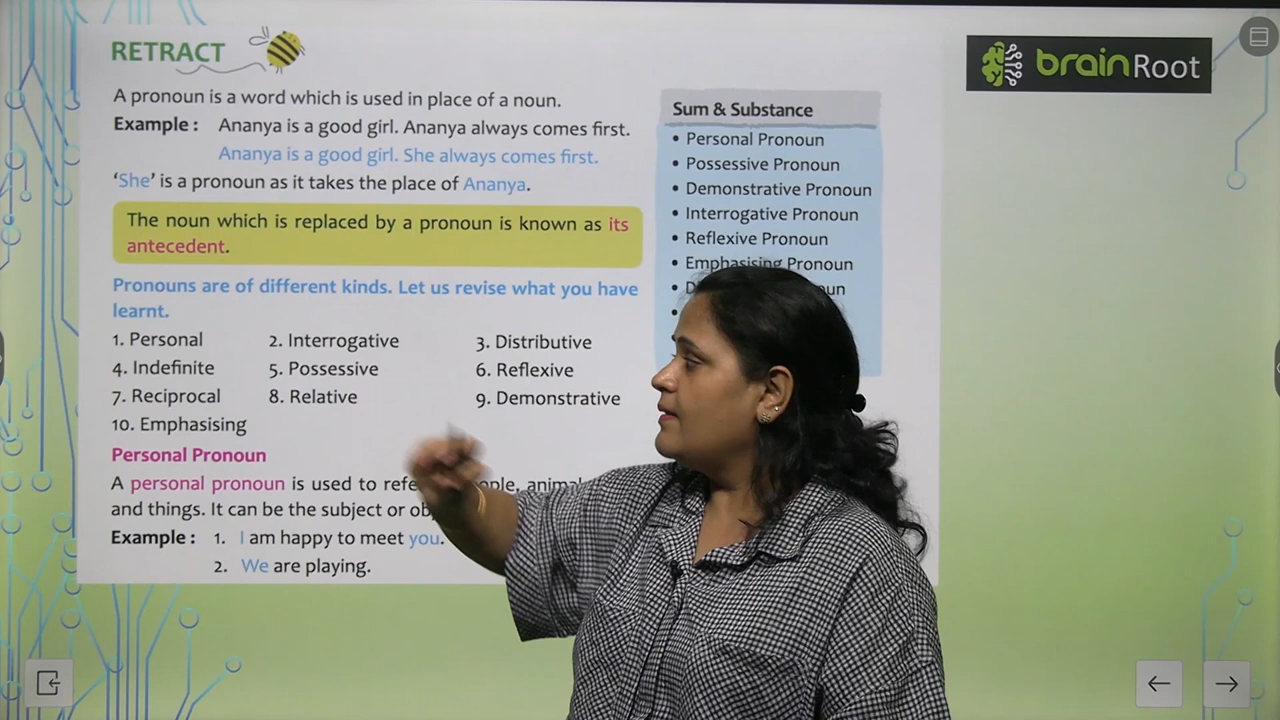 RETRACT
brainRoot
A pronoun is a word which is used in place of a noun.
Example : Ananya is a good girl. Ananya always comes first.
Ananya is a good girl. She always comes first.
‘She’ is a pronoun as it takes the place of Ananya.
The noun which is replaced by a pronoun is known as its
antecedent.
Pronouns are of different kinds. Let us revise what you have
learnt.
1. Personal 2. Interrogative 3. Distributive
4. Indefinite 5. Possessive 6. Reflexive
7. Reciprocal 8. Relative 9. Demonstrative
10. Emphasising
Personal Pronoun
A personal pronoun is used to
and things. It can be the subject or
Example : 1. I am happy to meet you.
2. We are playing.
Sum & Substance
• Personal Pronoun
• Possessive Pronoun
• Demonstrative Pronoun
• Interrogative Pronoun
• Reflexive Pronoun
• Emphasising Pronoun